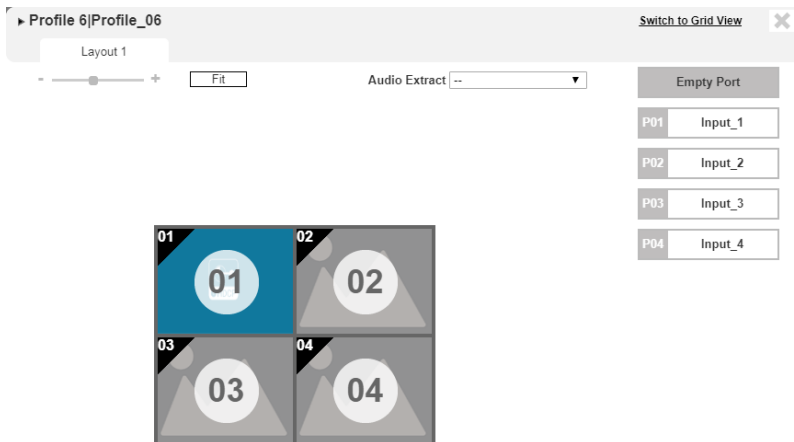 Profile 6|Profile_06
Switch to Grid View
Layout 1
- + Fit
Audio Extract --
Empty Port
P01 Input_1
P02 Input_2
P03 Input_3
P04 Input_4
01 02
01 02
03 04
03 04